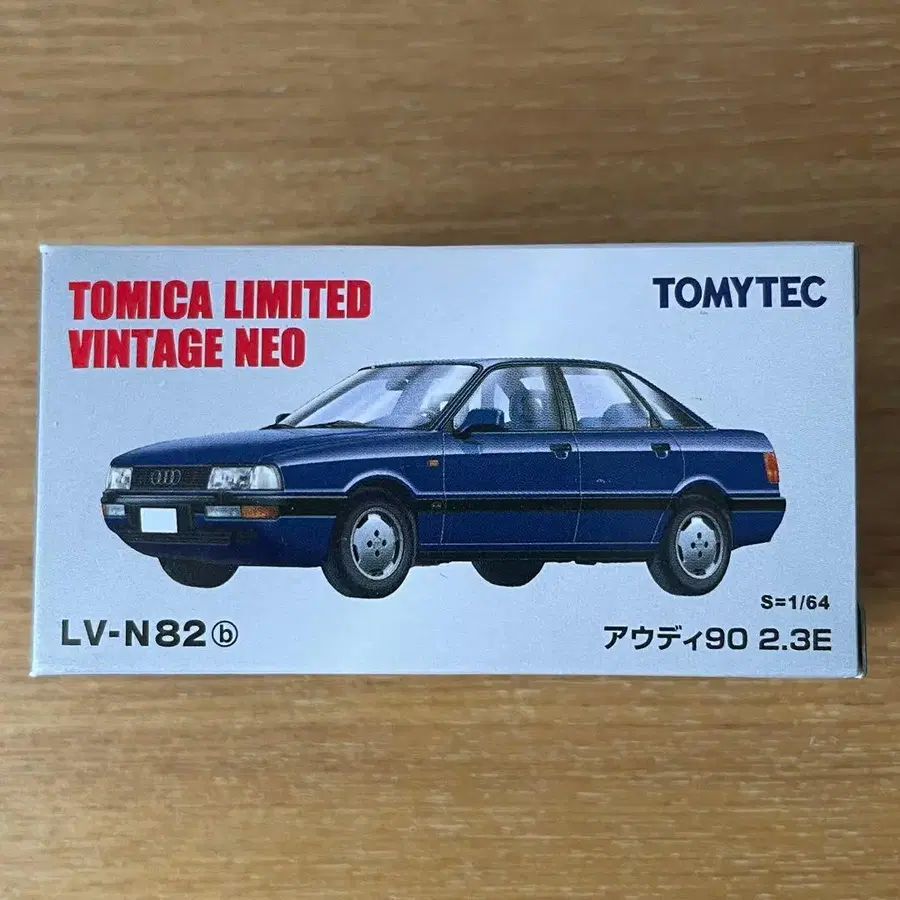 TOMICA LIMITED
VINTAGE NEO
TOMYTEC
S=1/64
LV-N82ⓑ
アウディ90 2.3E